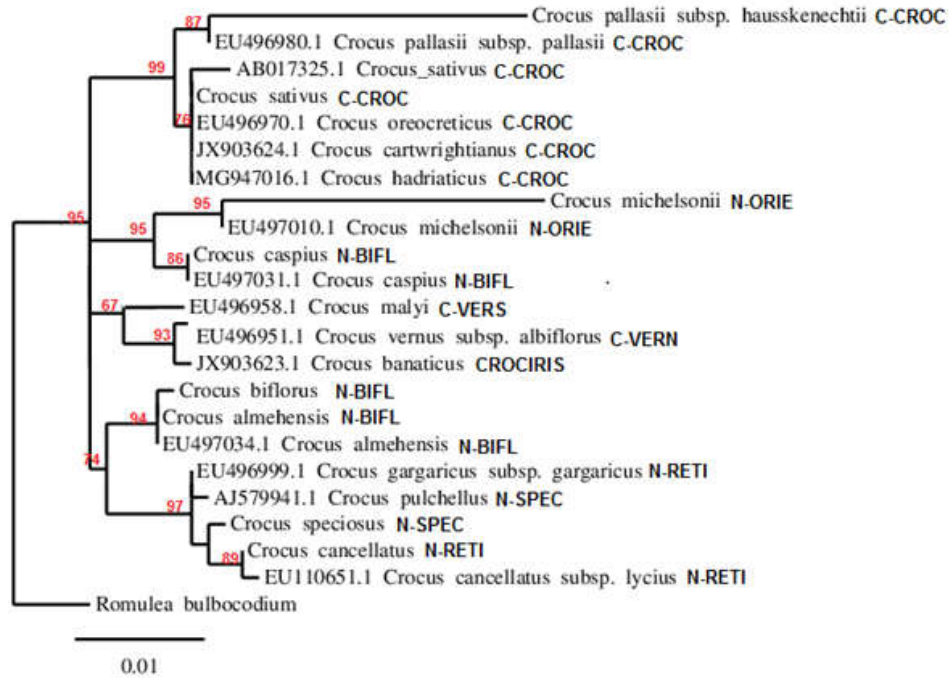 87
Crocus pallasii subsp. hausskenechtii C-CROC
EU496980.1 Crocus pallasii subsp. pallasii C-CROC
99
AB017325.1 Crocus_sativus C-CROC
Crocus sativus C-CROC
76
EU496970.1 Crocus oreocreticus C-CROC
JX903624.1 Crocus cartwrightianus C-CROC
MG947016.1 Crocus hadriaticus C-CROC
95
95
95
Crocus michelsonii N-ORIE
EU497010.1 Crocus michelsonii N-ORIE
86
Crocus caspius N-BIFL
EU497031.1 Crocus caspius N-BIFL
67
EU496958.1 Crocus malyi C-VERS
93
EU496951.1 Crocus vernus subsp. albiflorus C-VERN
JX903623.1 Crocus banaticus CROCIRIS
Crocus biflorus N-BIFL
94
Crocus almehensis N-BIFL
EU497034.1 Crocus almehensis N-BIFL
74
EU496999.1 Crocus gargaricus subsp. gargaricus N-RETI
97
AJ579941.1 Crocus pulchellus N-SPEC
Crocus speciosus N-SPEC
89
Crocus cancellatus N-RETI
EU110651.1 Crocus cancellatus subsp. lycius N-RETI
Romulea bulbocodium
0.01